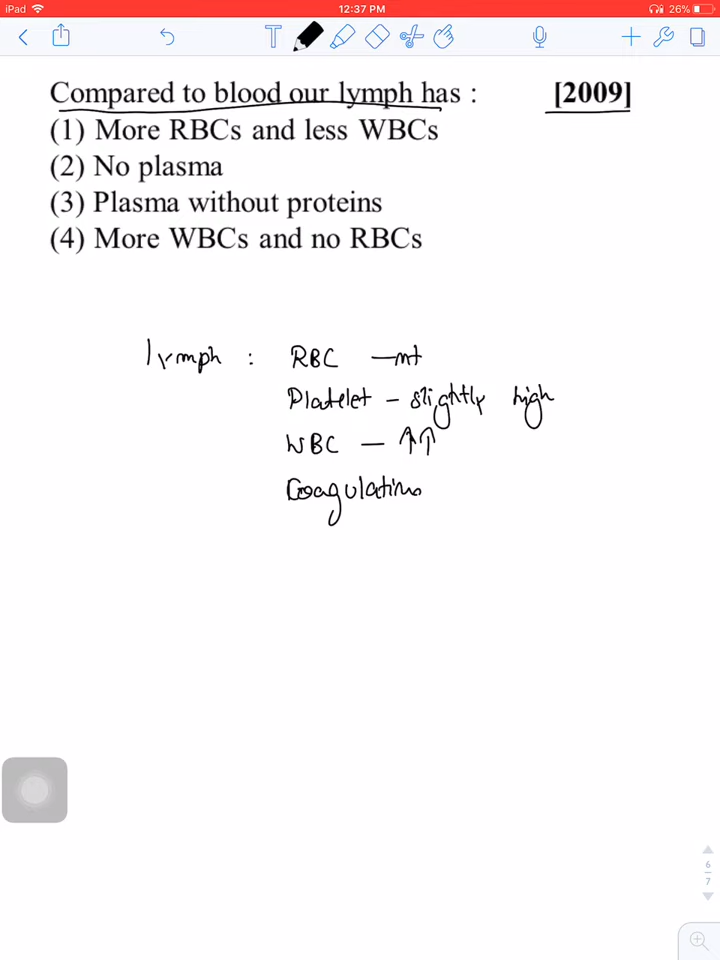 iPad 12:37 PM 26%
T
Compared to blood our lymph has : [2009]
(1) More RBCs and less WBCs
(2) No plasma
(3) Plasma without proteins
(4) More WBCs and no RBCs
lymph : RBC —
Platelet - slightly high
WBC — ↑↑
Coagulation
6
7